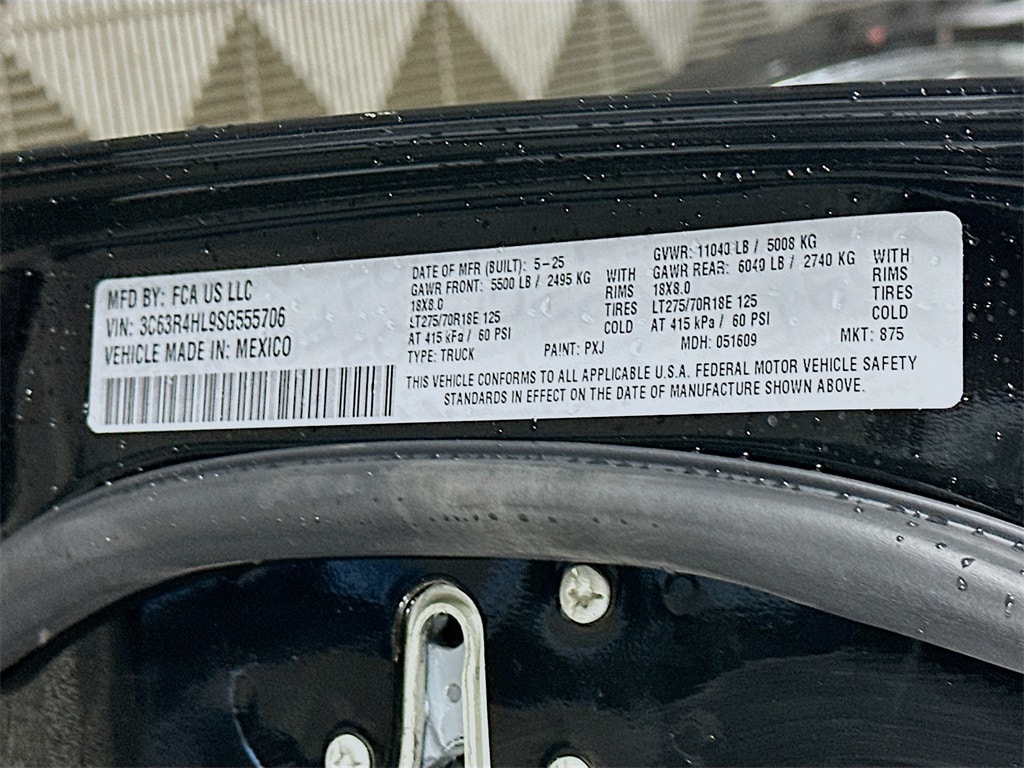 MFD BY: FCA US LLC
VIN: 3C63R4HL9SG555706
VEHICLE MADE IN: MEXICO
DATE OF MFR (BUILT): 5-25
GAWR FRONT: 5500 LB / 2495 KG WITH
18X8.0 RIMS
LT275/70R18E 125 TIRES
AT 415 kPa / 60 PSI COLD
TYPE: TRUCK PAINT: PXJ
GVWR: 11040 LB / 5008 KG
GAWR REAR: 6040 LB / 2740 KG WITH
18X8.0 RIMS
LT275/70R18E 125 TIRES
AT 415 kPa / 60 PSI COLD
MDH: 051609 MKT: 875
THIS VEHICLE CONFORMS TO ALL APPLICABLE U.S.A. FEDERAL MOTOR VEHICLE SAFETY
STANDARDS IN EFFECT ON THE DATE OF MANUFACTURE SHOWN ABOVE.